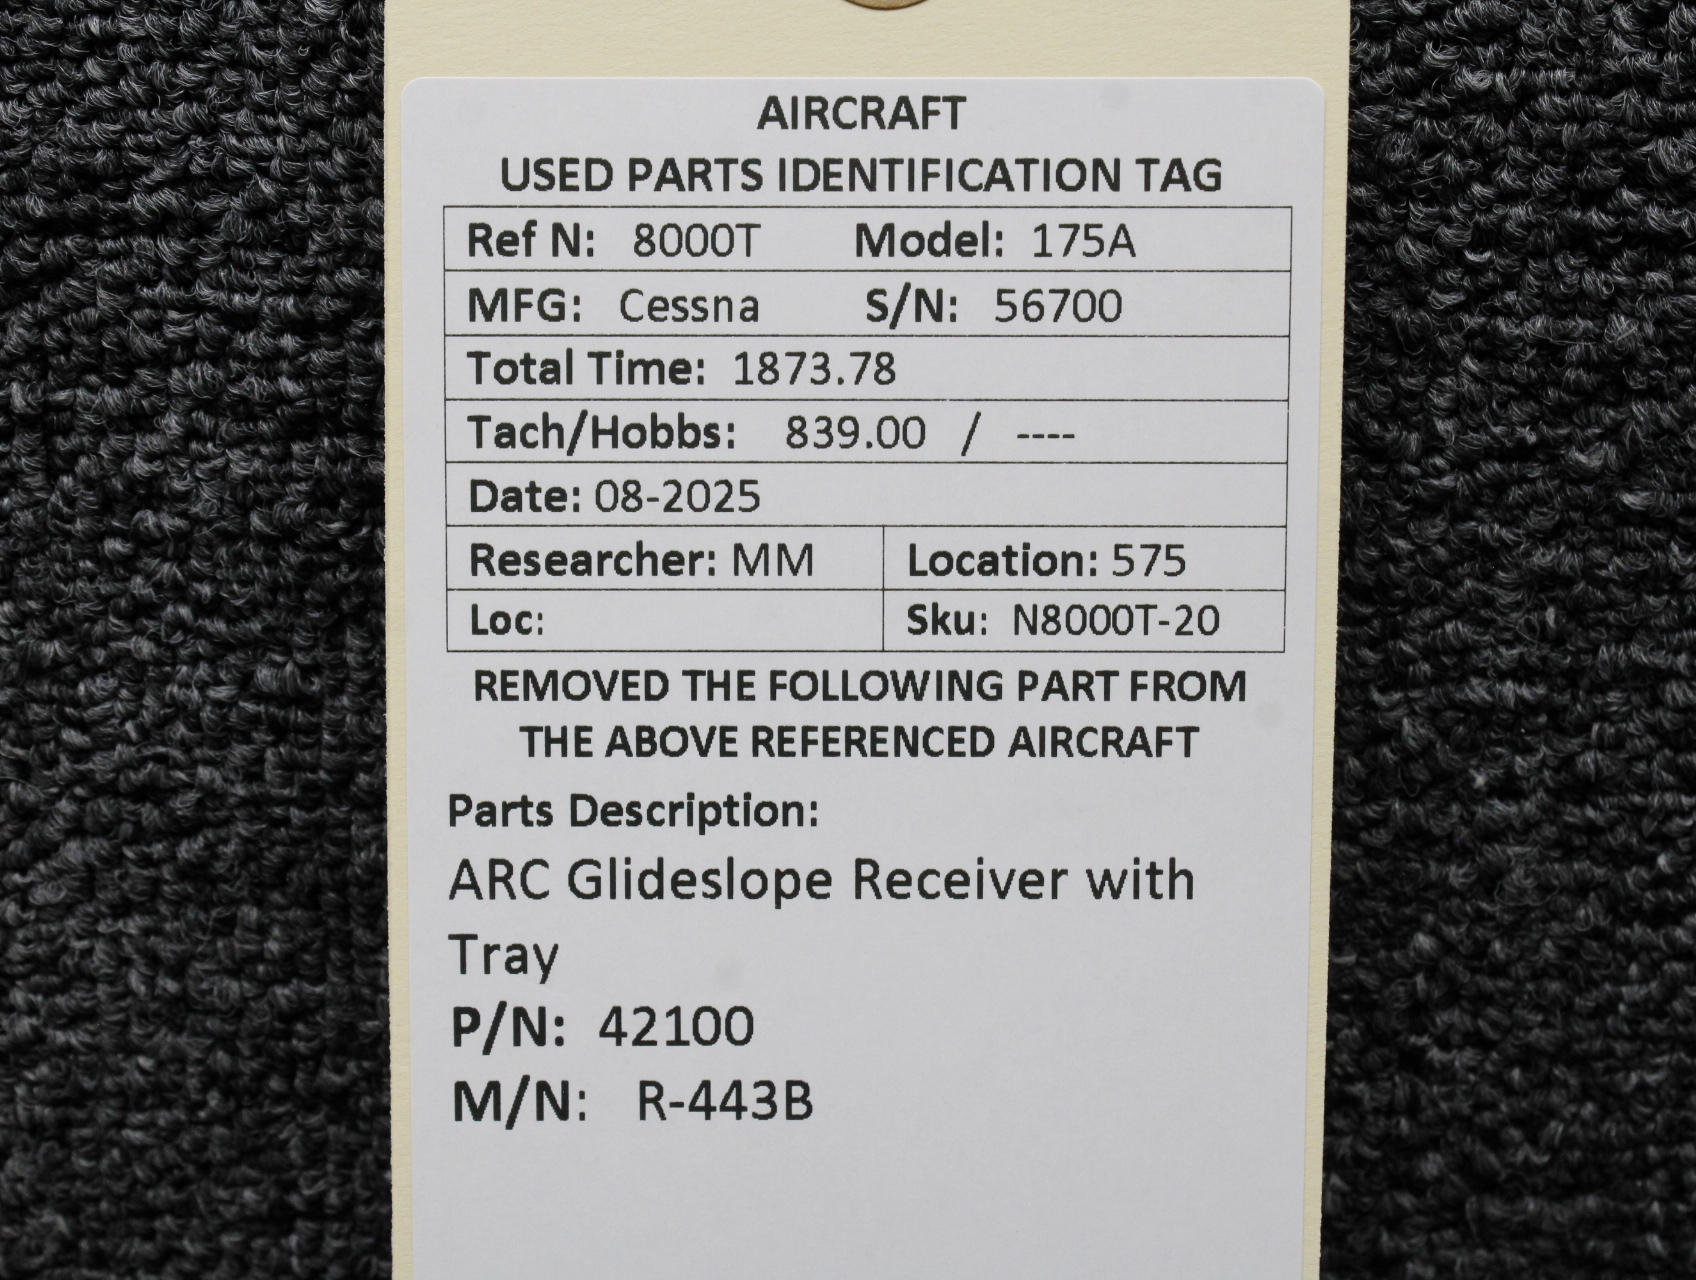 AIRCRAFT
USED PARTS IDENTIFICATION TAG
Ref N: 8000T Model: 175A
MFG: Cessna S/N: 56700
Total Time: 1873.78
Tach/Hobbs: 839.00 / ----
Date: 08-2025
Researcher: MM Location: 575
Loc: Sku: N8000T-20
REMOVED THE FOLLOWING PART FROM
THE ABOVE REFERENCED AIRCRAFT
Parts Description:
ARC Glideslope Receiver with
Tray
P/N: 42100
M/N: R-443B